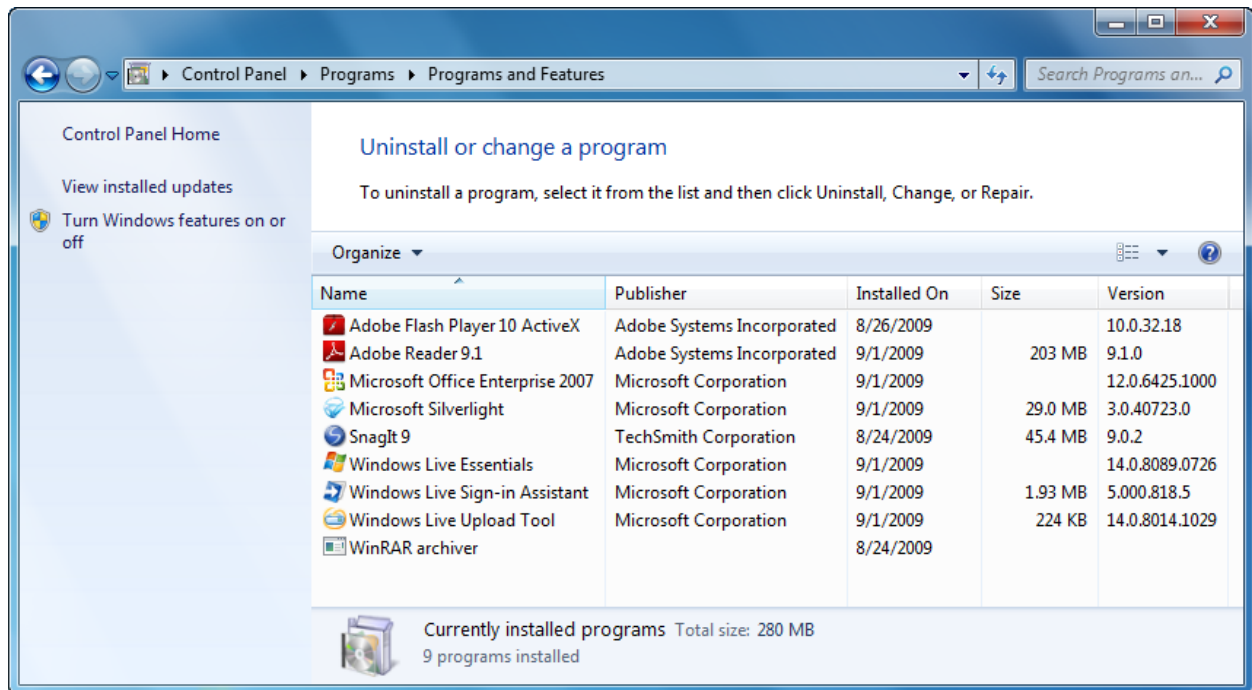 Control Panel ▸ Programs ▸ Programs and Features
Search Programs an...
Control Panel Home
View installed updates
Turn Windows features on or
off
Uninstall or change a program
To uninstall a program, select it from the list and then click Uninstall, Change, or Repair.
Organize
Name Publisher Installed On Size Version
Adobe Flash Player 10 ActiveX Adobe Systems Incorporated 8/26/2009 10.0.32.18
Adobe Reader 9.1 Adobe Systems Incorporated 9/1/2009 203 MB 9.1.0
Microsoft Office Enterprise 2007 Microsoft Corporation 9/1/2009 12.0.6425.1000
Microsoft Silverlight Microsoft Corporation 9/1/2009 29.0 MB 3.0.40723.0
SnagIt 9 TechSmith Corporation 8/24/2009 45.4 MB 9.0.2
Windows Live Essentials Microsoft Corporation 9/1/2009 14.0.8089.0726
Windows Live Sign-in Assistant Microsoft Corporation 9/1/2009 1.93 MB 5.000.818.5
Windows Live Upload Tool Microsoft Corporation 9/1/2009 224 KB 14.0.8014.1029
WinRAR archiver 8/24/2009
Currently installed programs Total size: 280 MB
9 programs installed